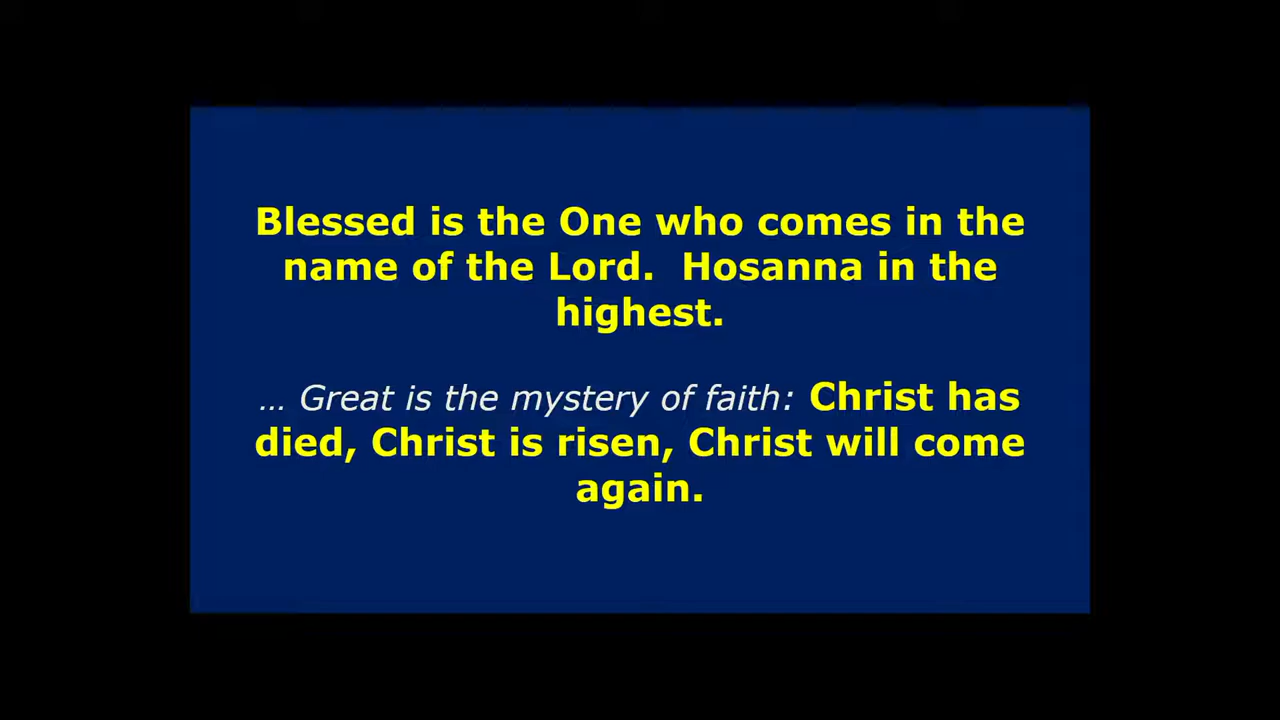 Blessed is the One who comes in the
name of the Lord.  Hosanna in the
highest.
… Great is the mystery of faith: Christ has
died, Christ is risen, Christ will come
again.